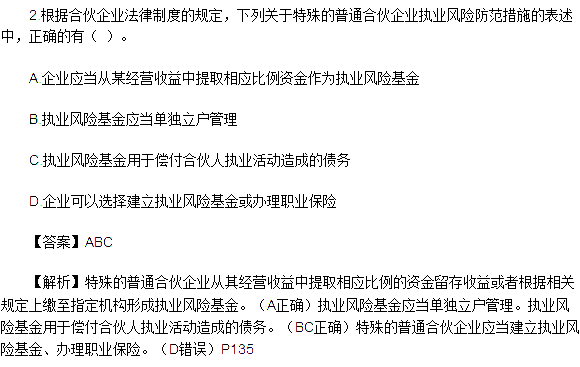 2 根据合伙企业法律制度的规定，下列关于特殊的普通合伙企业执业风险防范措施的表述
中，正确的有（  ）。
A 企业应当从某经营收益中提取相应比例资金作为执业风险基金
B 执业风险基金应当单独立户管理
C 执业风险基金用于偿付合伙人执业活动造成的债务
D 企业可以选择建立执业风险基金或办理职业保险
【答案】ABC
【解析】特殊的普通合伙企业从其经营收益中提取相应比例的资金留存收益或者根据相关
规定上缴至指定机构形成执业风险基金。（A正确）执业风险基金应当单独立户管理。执业风
险基金用于偿付合伙人执业活动造成的债务。（BC正确）特殊的普通合伙企业应当建立执业风
险基金、办理职业保险。（D错误）P135